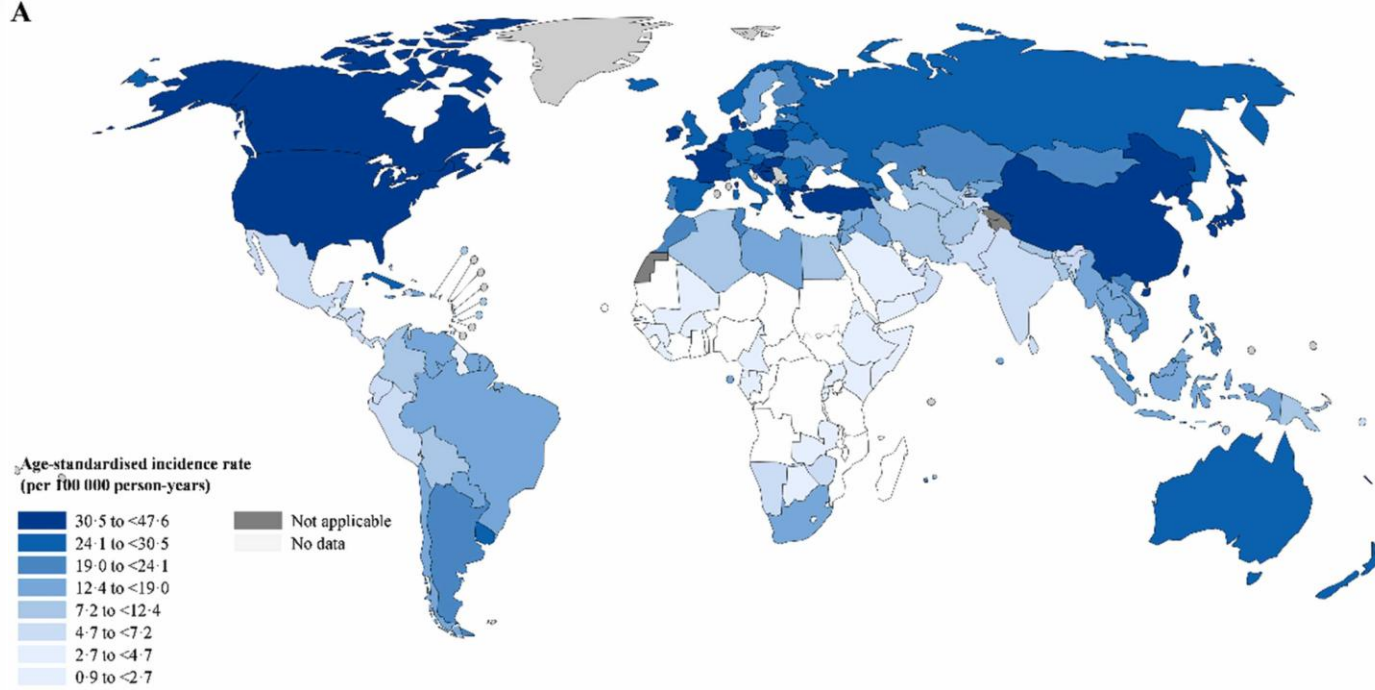 A
Age-standardised incidence rate
(per 100 000 person-years)
30·5 to <47·6
24·1 to <30·5
19·0 to <24·1
12·4 to <19·0
7·2 to <12·4
4·7 to <7·2
2·7 to <4·7
0·9 to <2·7
Not applicable
No data